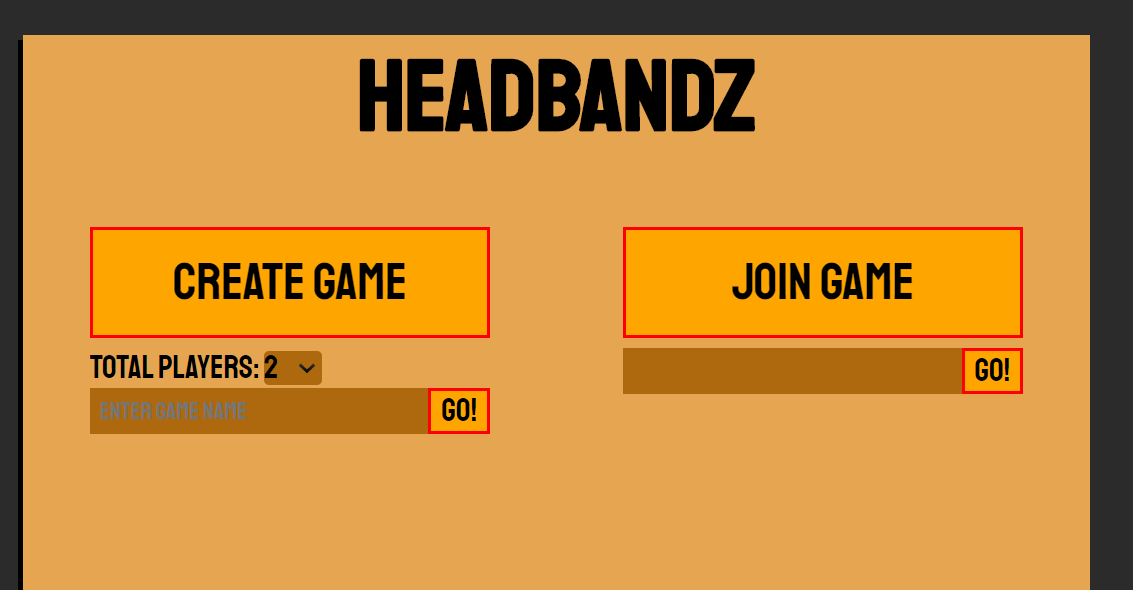 HEADBANDZ
CREATE GAME
TOTAL PLAYERS: 2
ENTER GAME NAME GO!
JOIN GAME
GO!